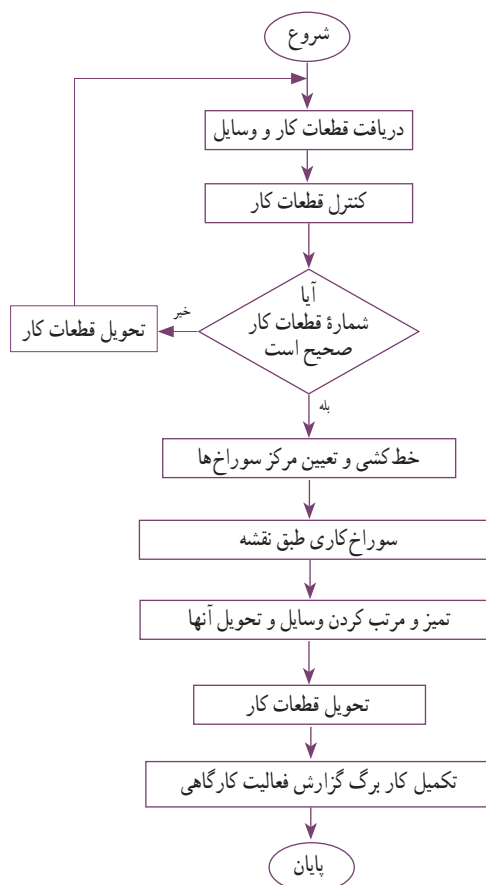 شروع
دریافت قطعات کار و وسایل
کنترل قطعات کار
آیا
شمارۀ قطعات کار
صحیح است
خیر
تحویل قطعات کار
بله
خط‌کشی و تعیین مرکز سوراخ‌ها
سوراخ‌کاری طبق نقشه
تمیز و مرتب کردن وسایل و تحویل آنها
تحویل قطعات کار
تکمیل کار برگ گزارش فعالیت کارگاهی
پایان